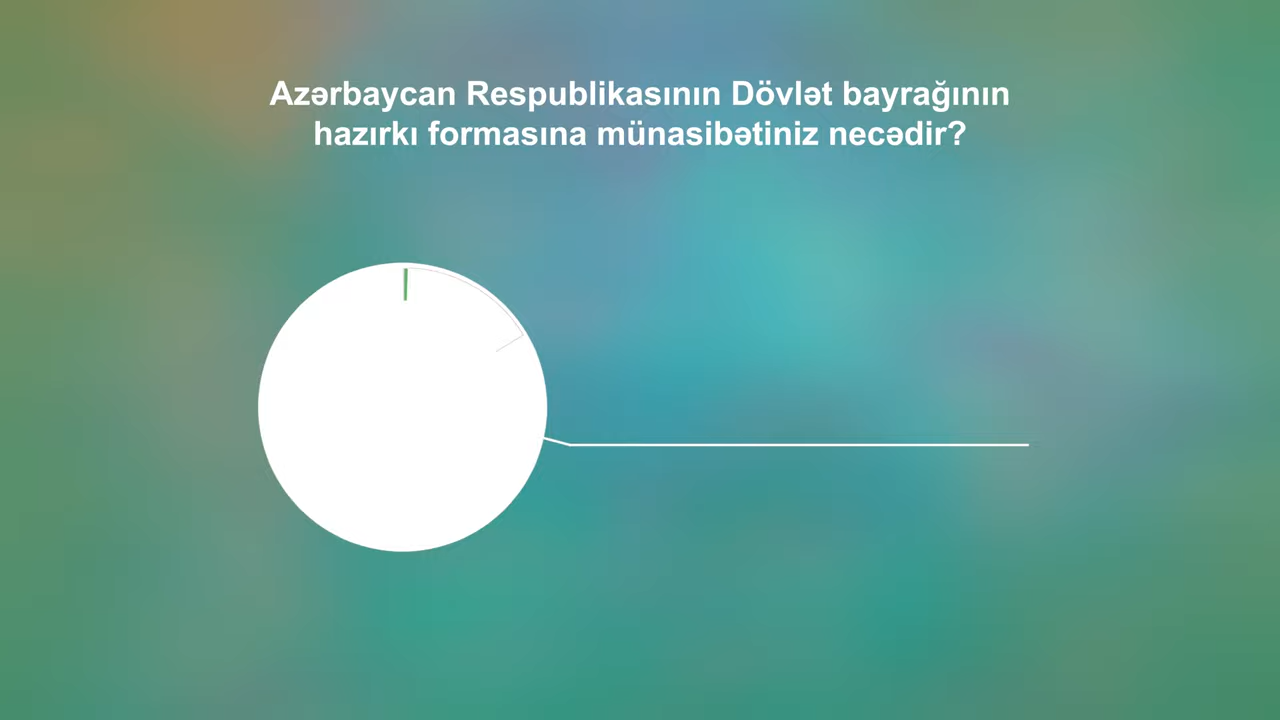 Azərbaycan Respublikasının Dövlət bayrağının
hazırkı formasına münasibətiniz necədir?